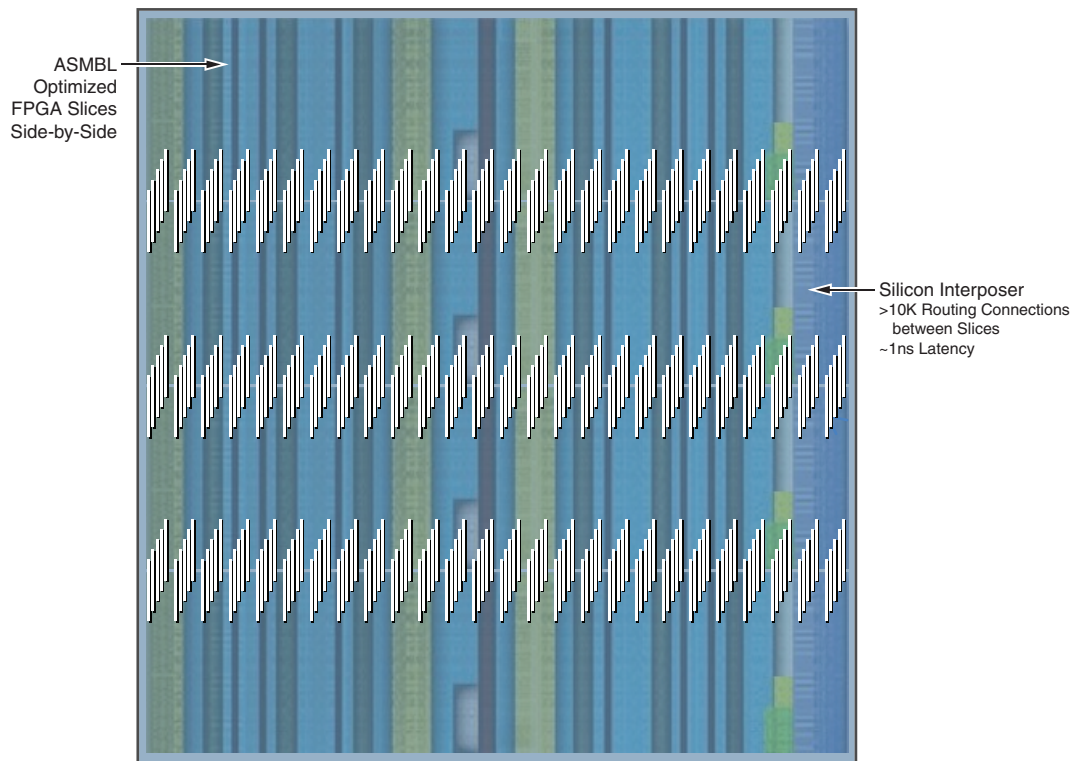 ASMBL
Optimized
FPGA Slices
Side-by-Side
Silicon Interposer
>10K Routing Connections
between Slices
~1ns Latency